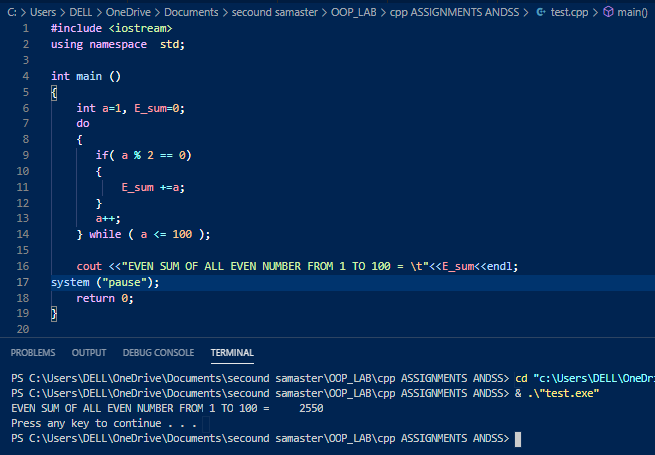 C: > Users > DELL > OneDrive > Documents > secound samaster > OOP_LAB > cpp ASSIGNMENTS ANDSS > test.cpp > main()
1 #include <iostream>
2 using namespace  std;
3
4 int main ()
5 {
6     int a=1, E_sum=0;
7     do
8     {
9        if( a % 2 == 0)
10        {
11            E_sum +=a;
12        }
13        a++;
14     } while ( a <= 100 );
15
16     cout <<"EVEN SUM OF ALL EVEN NUMBER FROM 1 TO 100 = \t"<<E_sum<<endl;
17 system ("pause");
18     return 0;
19 }
20
PROBLEMS OUTPUT DEBUG CONSOLE TERMINAL
PS C:\Users\DELL\OneDrive\Documents\secound samaster\OOP_LAB\cpp ASSIGNMENTS ANDSS> cd "c:\Users\DELL\OneDri
PS C:\Users\DELL\OneDrive\Documents\secound samaster\OOP_LAB\cpp ASSIGNMENTS ANDSS> & .\"test.exe"
EVEN SUM OF ALL EVEN NUMBER FROM 1 TO 100 =     2550
Press any key to continue . . .
PS C:\Users\DELL\OneDrive\Documents\secound samaster\OOP_LAB\cpp ASSIGNMENTS ANDSS>